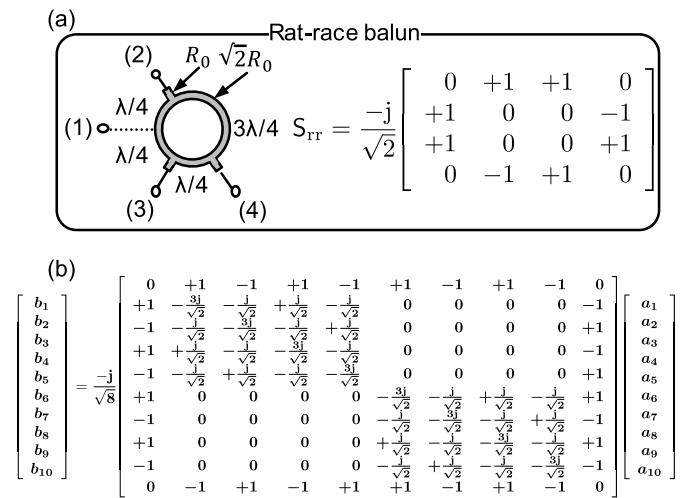 (a)
Rat-race balun
(2) R₀ √2R₀
λ/4
(1) 3λ/4
λ/4
λ/4
(3) (4)
S_rr = -j/√2
0 +1 +1 0
+1 0 0 -1
+1 0 0 +1
0 -1 +1 0
(b)
b₁
b₂
b₃
b₄
b₅
b₆
b₇
b₈
b₉
b₁₀
= -j/√8
0 +1 -1 +1 -1 +1 -1 +1 -1 0
+1 -3j/√2 -j/√2 +j/√2 -j/√2 0 0 0 0 -1
-1 -j/√2 -3j/√2 -j/√2 +j/√2 0 0 0 0 +1
+1 +j/√2 -j/√2 -3j/√2 -j/√2 0 0 0 0 -1
-1 -j/√2 +j/√2 -j/√2 -3j/√2 0 0 0 0 +1
+1 0 0 0 0 -3j/√2 -j/√2 +j/√2 -j/√2 +1
-1 0 0 0 0 -j/√2 -3j/√2 -j/√2 +j/√2 -1
+1 0 0 0 0 +j/√2 -j/√2 -3j/√2 -j/√2 +1
-1 0 0 0 0 -j/√2 +j/√2 -j/√2 -3j/√2 -1
0 -1 +1 -1 +1 +1 -1 +1 -1 0
a₁
a₂
a₃
a₄
a₅
a₆
a₇
a₈
a₉
a₁₀